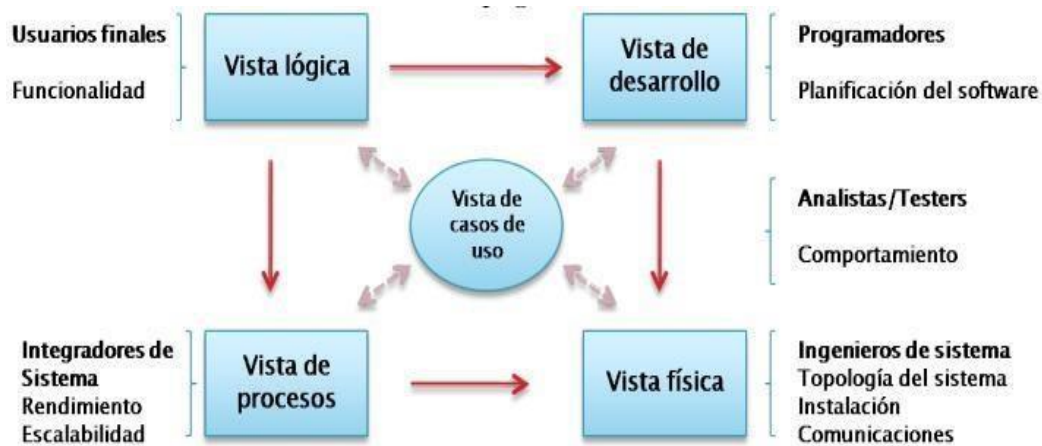 Usuarios finales
Funcionalidad
Vista lógica
Vista de
desarrollo
Programadores
Planificación del software
Vista de
casos de
uso
Analistas/Testers
Comportamiento
Integradores de
Sistema
Rendimiento
Escalabilidad
Vista de
procesos
Vista física
Ingenieros de sistema
Topología del sistema
Instalación
Comunicaciones